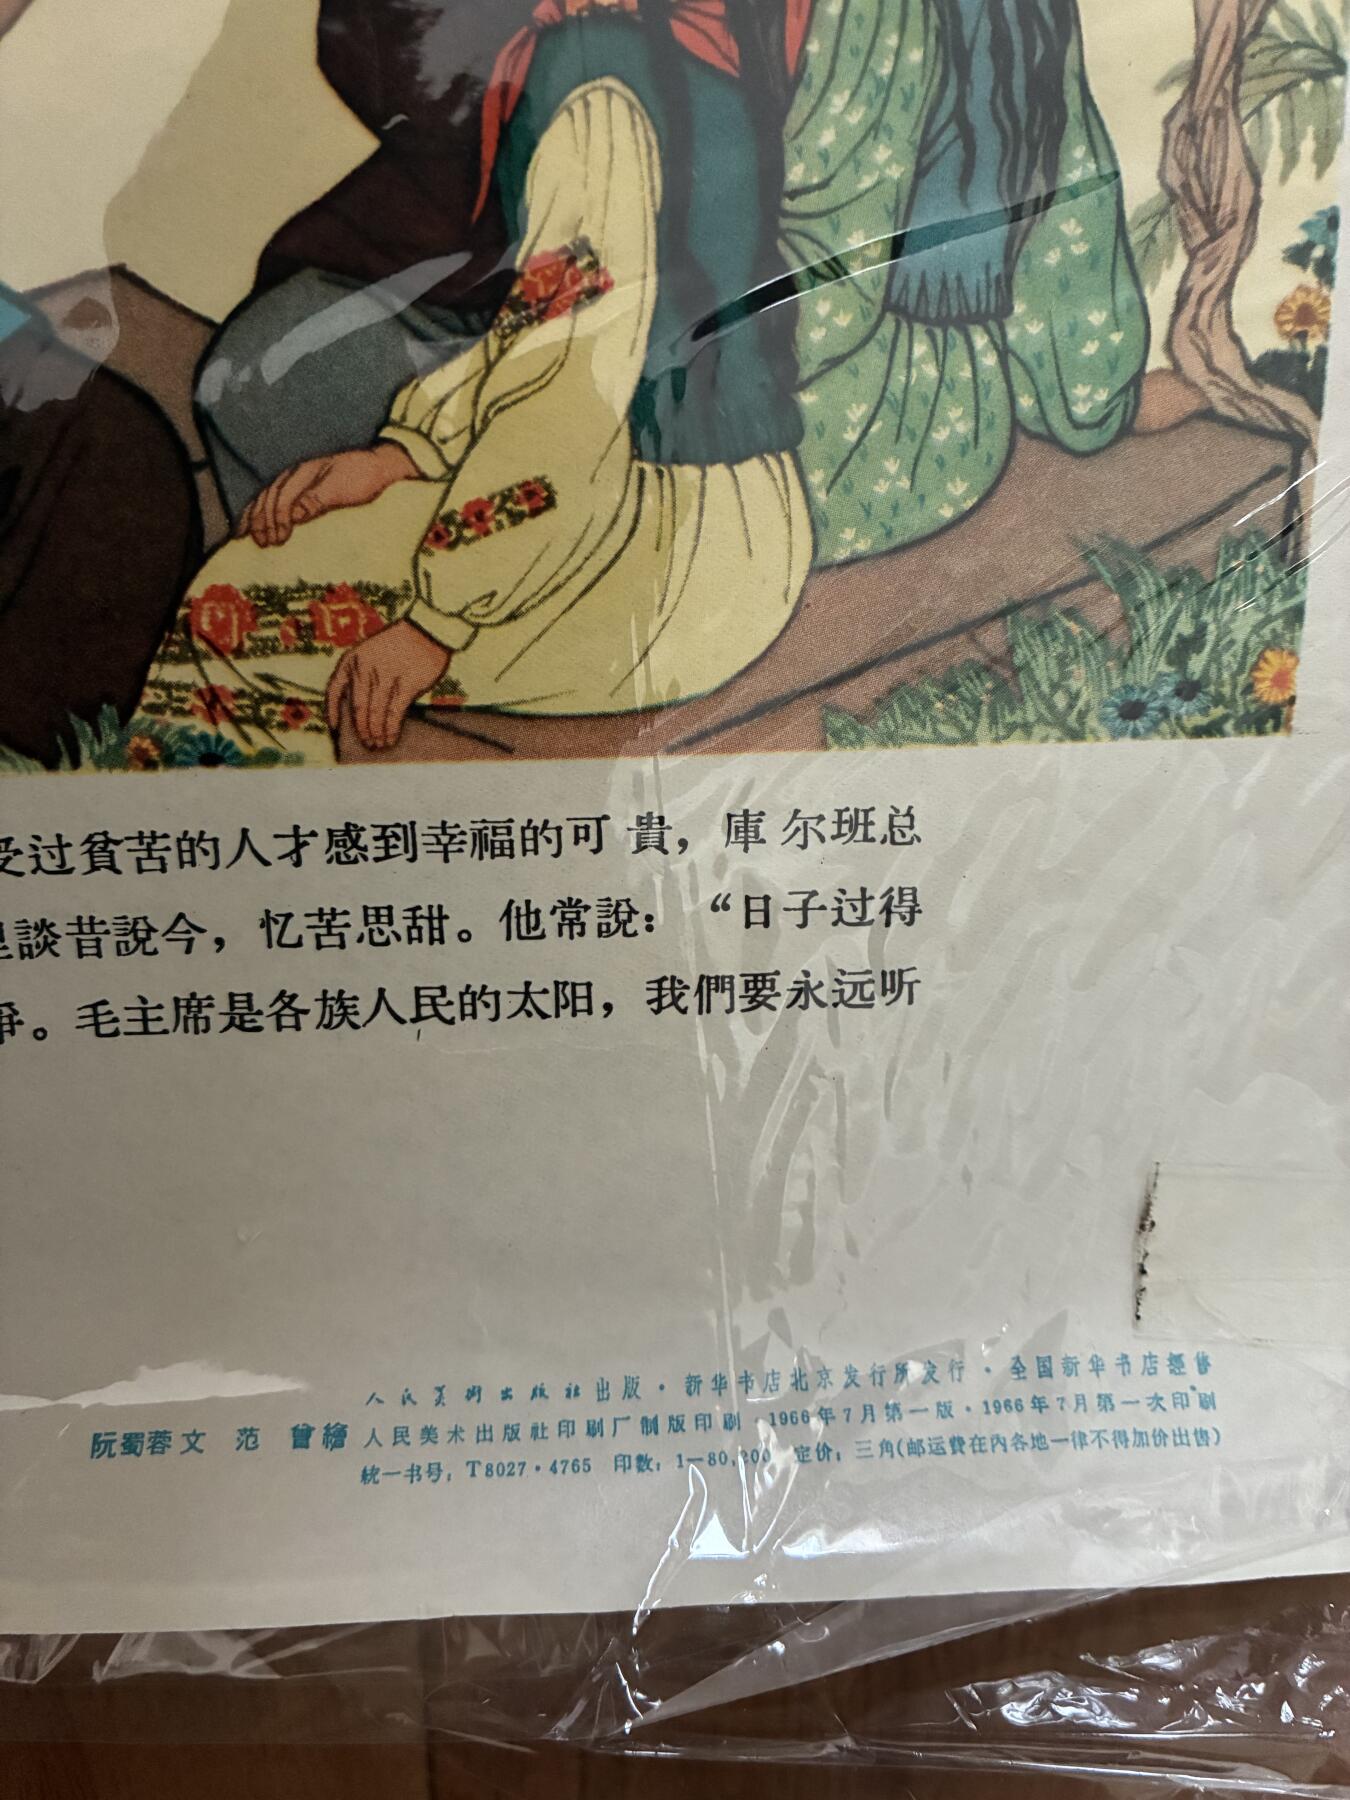 受过貧苦的人才感到幸福的可貴，庫尔班总
里談昔說今，忆苦思甜。他常說：“日子过得
爭。毛主席是各族人民的太阳，我們要永远听
人民美術出版社出版·新华书店北京发行所发行·全国新华书店經售
阮蜀蓉文 范 曾繪 人民美术出版社印刷厂制版印刷·1966年7月第一版·1966年7月第一次印刷
統一书号：T8027·4765 印数：1—80,200 定价：三角(邮运費在內各地一律不得加价出售)